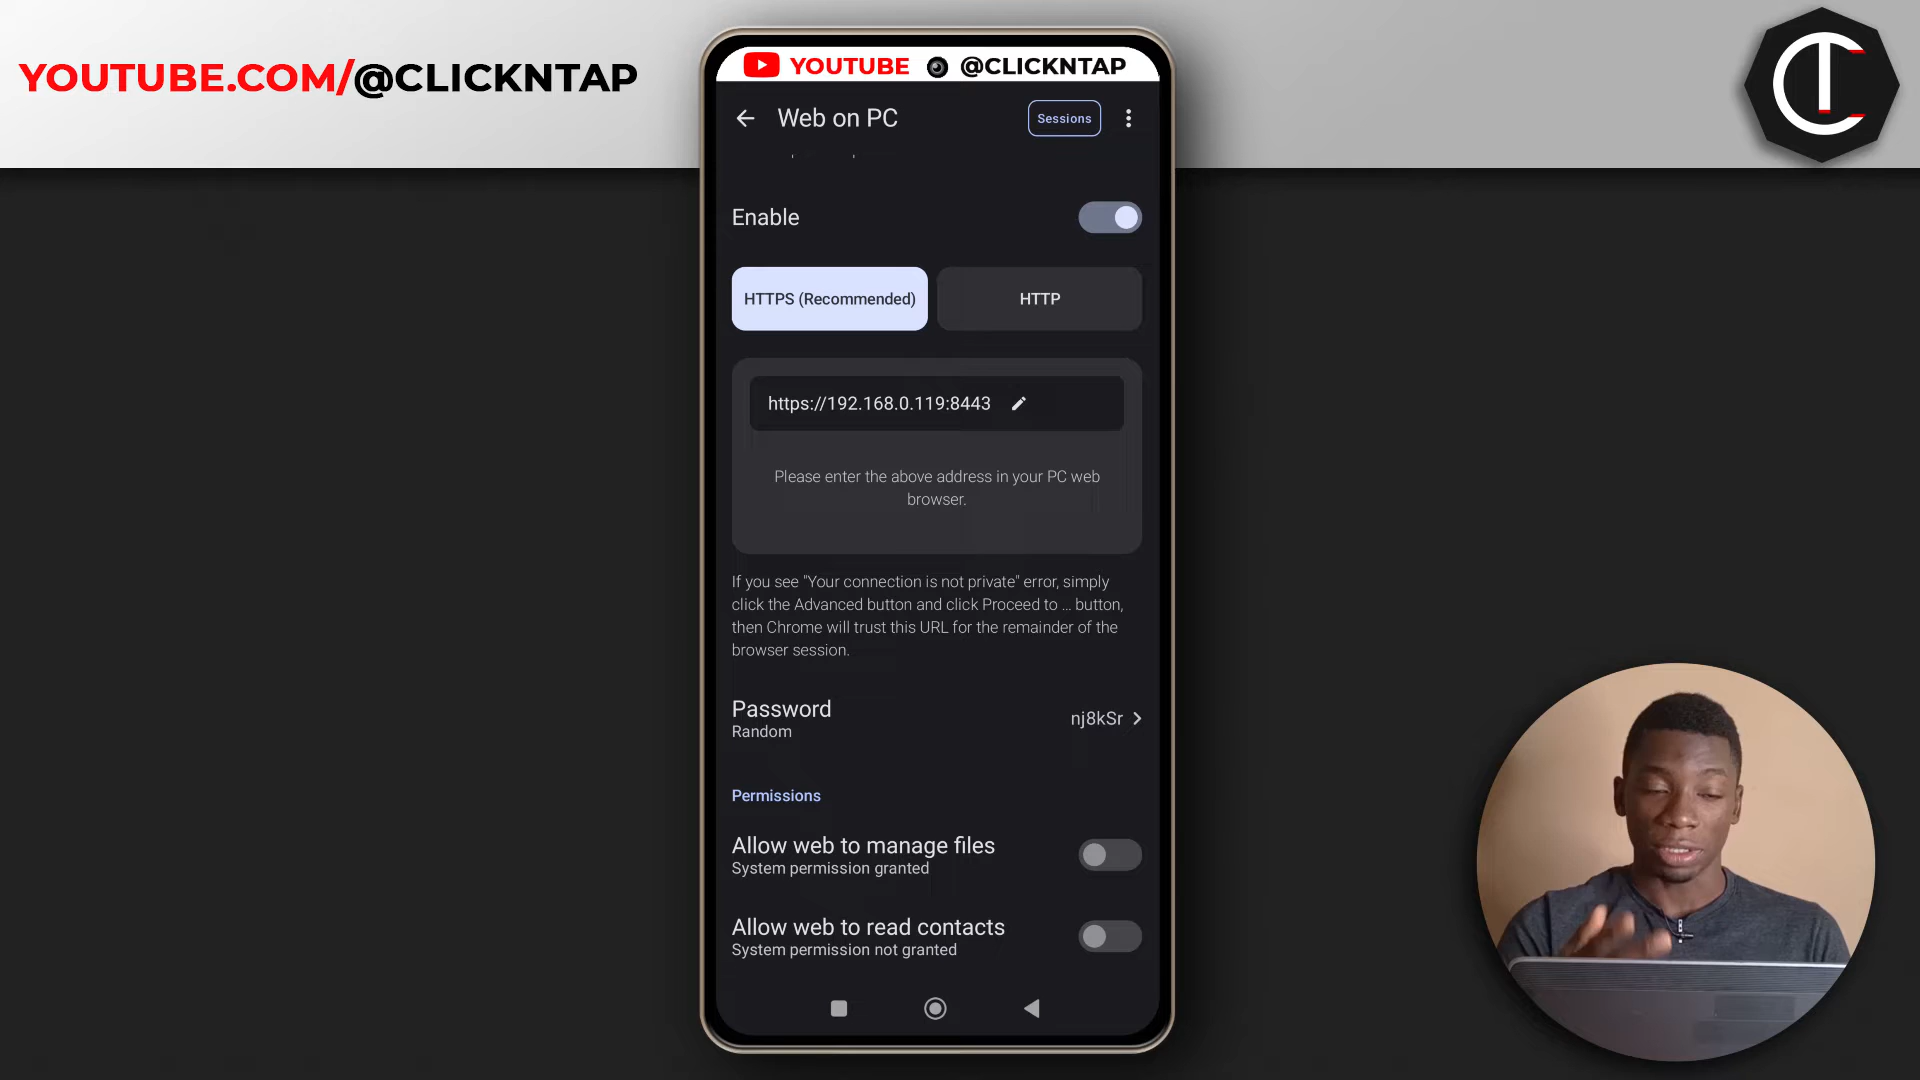 YOUTUBE.COM/@CLICKNTAP
YOUTUBE @CLICKNTAP
Web on PC
Sessions
Enable
HTTPS (Recommended)
HTTP
https://192.168.0.119:8443
Please enter the above address in your PC web
browser.
If you see "Your connection is not private" error, simply
click the Advanced button and click Proceed to ... button,
then Chrome will trust this URL for the remainder of the
browser session.
Password
nj8kSr
Random
Permissions
Allow web to manage files
System permission granted
Allow web to read contacts
System permission not granted